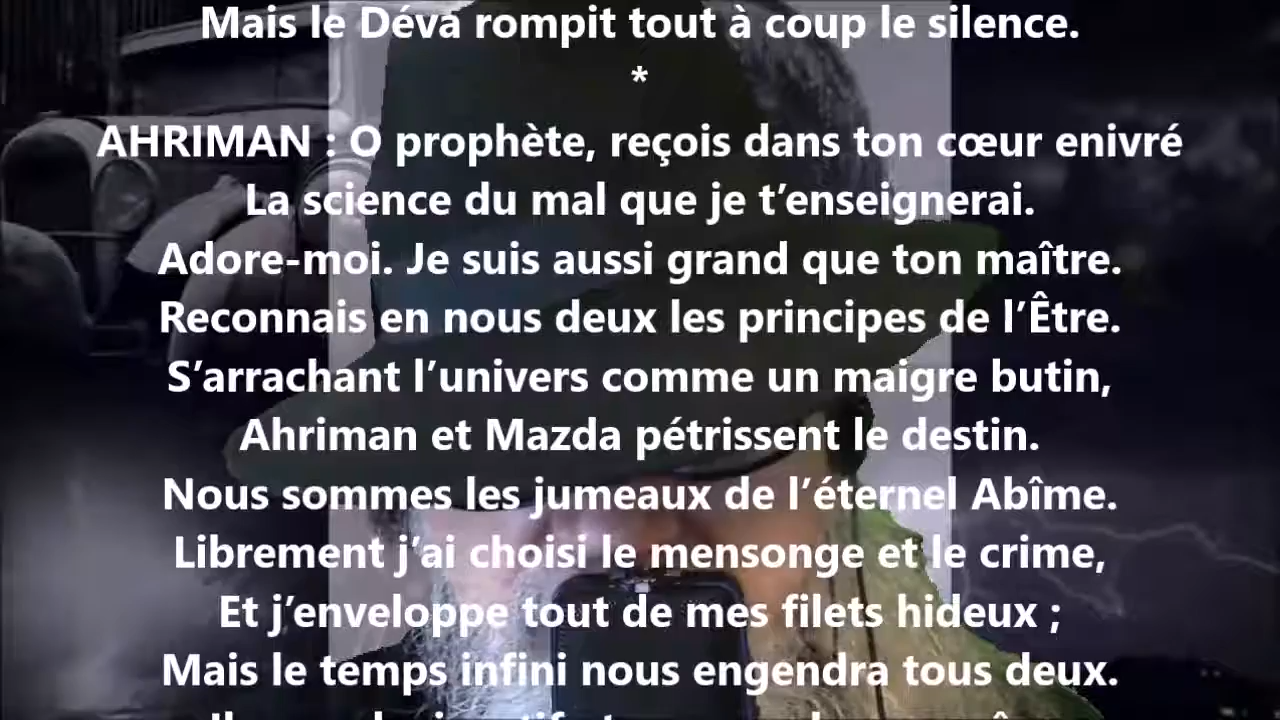 Mais le Déva rompit tout à coup le silence.
*
AHRIMAN : O prophète, reçois dans ton cœur enivré
La science du mal que je t’enseignerai.
Adore-moi. Je suis aussi grand que ton maître.
Reconnais en nous deux les principes de l’Être.
S’arrachant l’univers comme un maigre butin,
Ahriman et Mazda pétrissent le destin.
Nous sommes les jumeaux de l’éternel Abîme.
Librement j’ai choisi le mensonge et le crime,
Et j’enveloppe tout de mes filets hideux ;
Mais le temps infini nous engendra tous deux.